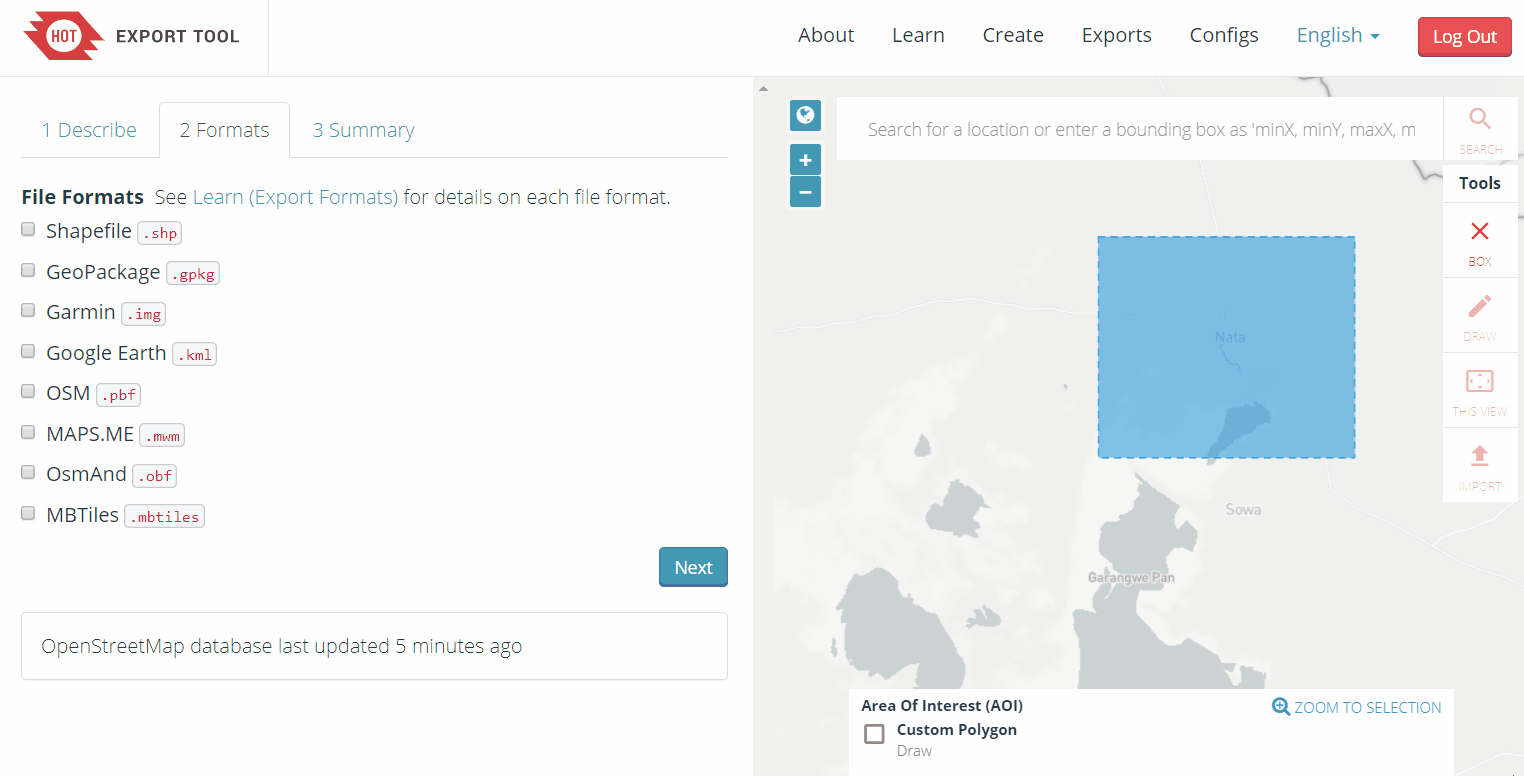 HOT EXPORT TOOL
About Learn Create Exports Configs English Log Out
1 Describe 2 Formats 3 Summary
File Formats See Learn (Export Formats) for details on each file format.
Shapefile .shp
GeoPackage .gpkg
Garmin .img
Google Earth .kml
OSM .pbf
MAPS.ME .mwm
OsmAnd .obf
MBTiles .mbtiles
Next
OpenStreetMap database last updated 5 minutes ago
+
−
Search for a location or enter a bounding box as 'minX, minY, maxX, m
SEARCH
Tools
BOX
DRAW
THIS VIEW
IMPORT
Nata
Sowa
Garangwe Pan
Area Of Interest (AOI)
ZOOM TO SELECTION
Custom Polygon
Draw